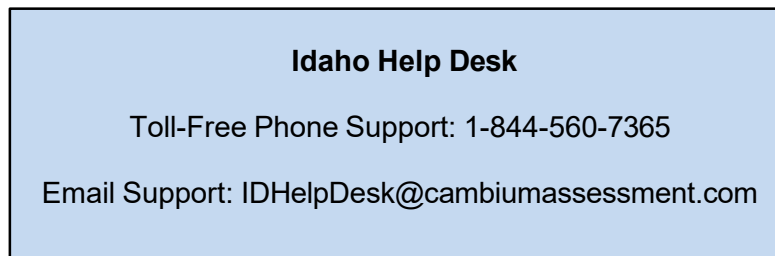 Idaho Help Desk
Toll-Free Phone Support: 1-844-560-7365
Email Support: IDHelpDesk@cambiumassessment.com